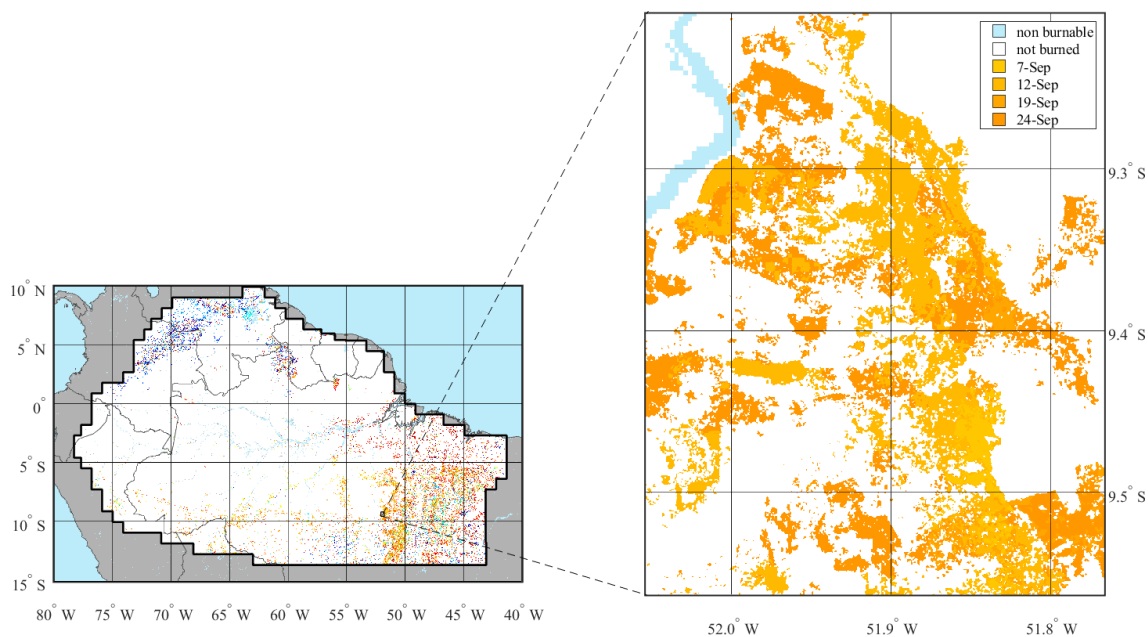 non burnable
not burned
7-Sep
12-Sep
19-Sep
24-Sep
9.3° S
9.4° S
9.5° S
52.0 ° W
51.9 ° W
51.8 ° W
10° N
5° N
0°
5° S
10° S
15° S
80 ° W
75 ° W
70 ° W
65 ° W
60 ° W
55 ° W
50 ° W
45 ° W
40 ° W